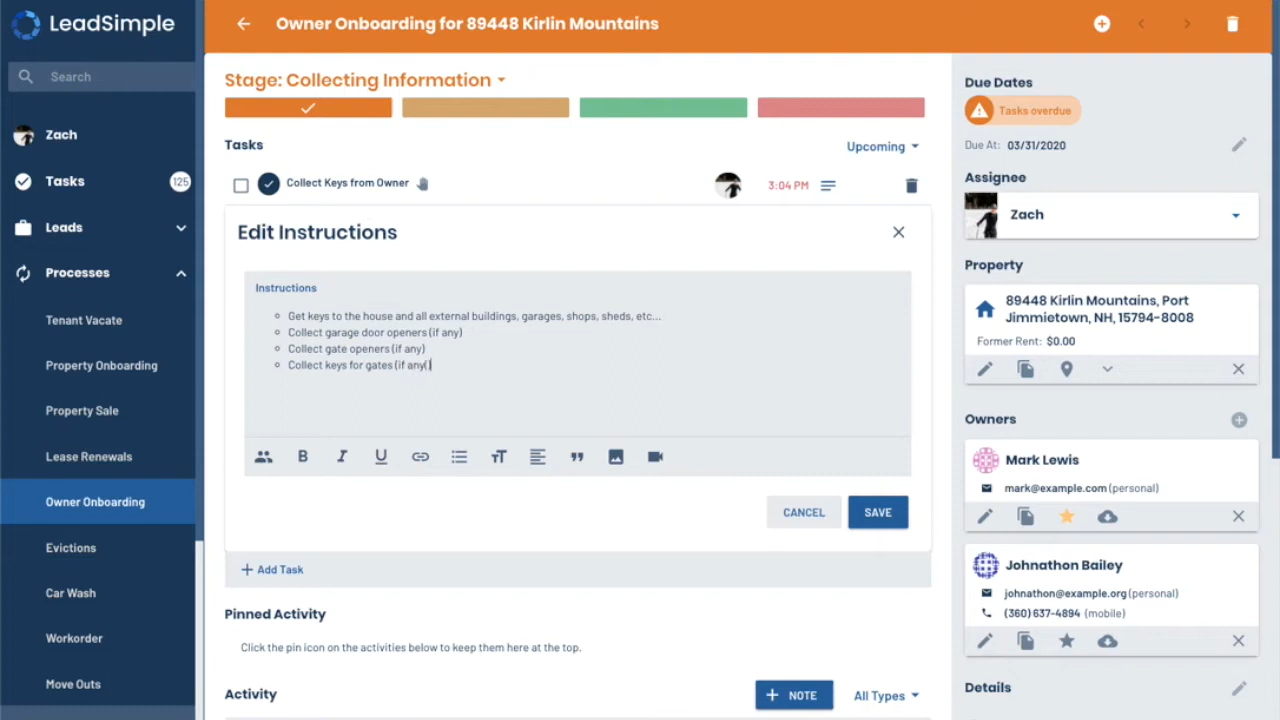 LeadSimple
Search
Zach
Tasks
125
Leads
Processes
Tenant Vacate
Property Onboarding
Property Sale
Lease Renewals
Owner Onboarding
Evictions
Car Wash
Workorder
Move Outs
Owner Onboarding for 89448 Kirlin Mountains
Stage: Collecting Information
Tasks
Upcoming
Collect Keys from Owner
3:04 PM
Edit Instructions
Instructions
Get keys to the house and all external buildings, garages, shops, sheds, etc...
Collect garage door openers (if any)
Collect gate openers (if any)
Collect keys for gates (if any()
B I U
CANCEL
SAVE
+ Add Task
Pinned Activity
Click the pin icon on the activities below to keep them here at the top.
Activity
+ NOTE
All Types
Due Dates
Tasks overdue
Due At: 03/31/2020
Assignee
Zach
Property
89448 Kirlin Mountains, Port
Jimmietown, NH, 15794-8008
Former Rent: $0.00
Owners
Mark Lewis
mark@example.com (personal)
Johnathon Bailey
johnathon@example.org (personal)
(360) 637-4894 (mobile)
Details